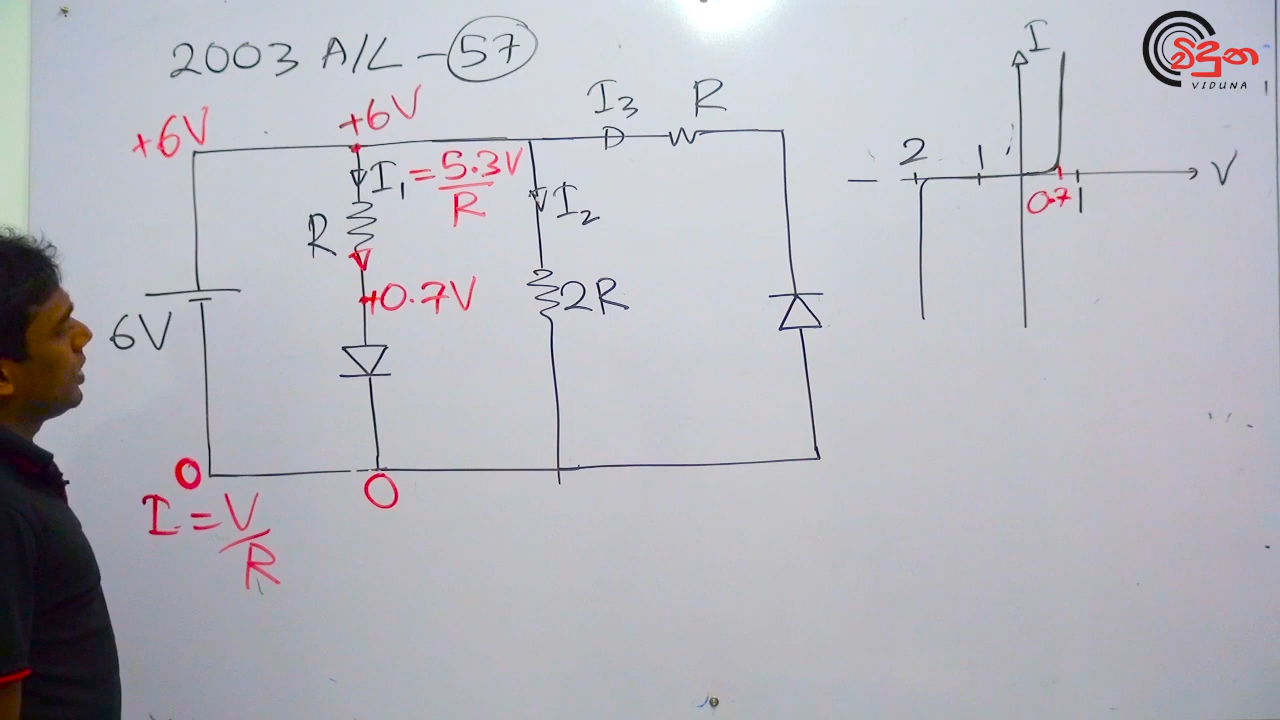 2003 A/L – 57
විදුන
VIDUNA
+6V
+6V
I₃
R
I
I₁ = 5.3V/R
I₂
R
– 2
1
0.7
1
V
+0.7V
2R
6V
0
0
I = V/R